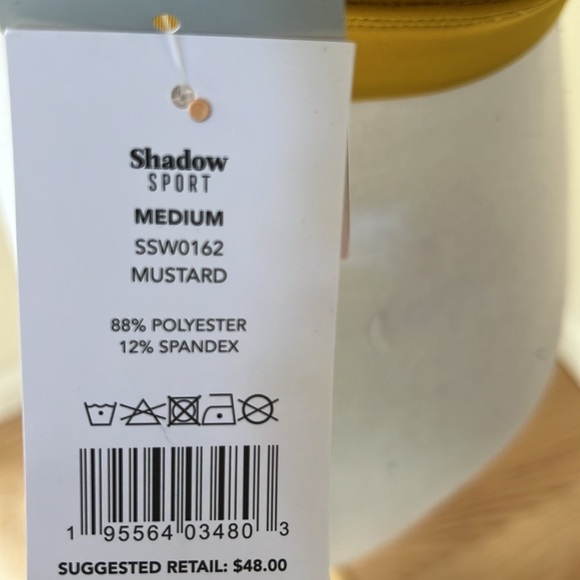 Shadow
SPORT
MEDIUM
SSW0162
MUSTARD
88% POLYESTER
12% SPANDEX
1 95564 03480 3
SUGGESTED RETAIL: $48.00